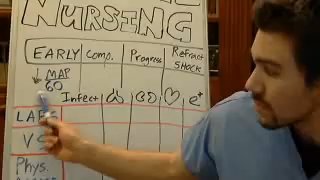 NURSING
EARLY Comp. Progress Refract
SHOCK
↓ MAP
60
Infect
LABS
VS
Phys.